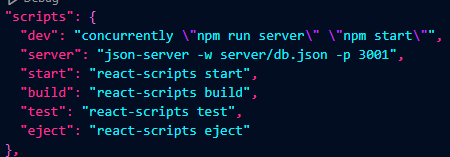 Debug
"scripts": {
"dev": "concurrently \"npm run server\" \"npm start\"",
"server": "json-server -w server/db.json -p 3001",
"start": "react-scripts start",
"build": "react-scripts build",
"test": "react-scripts test",
"eject": "react-scripts eject"
},